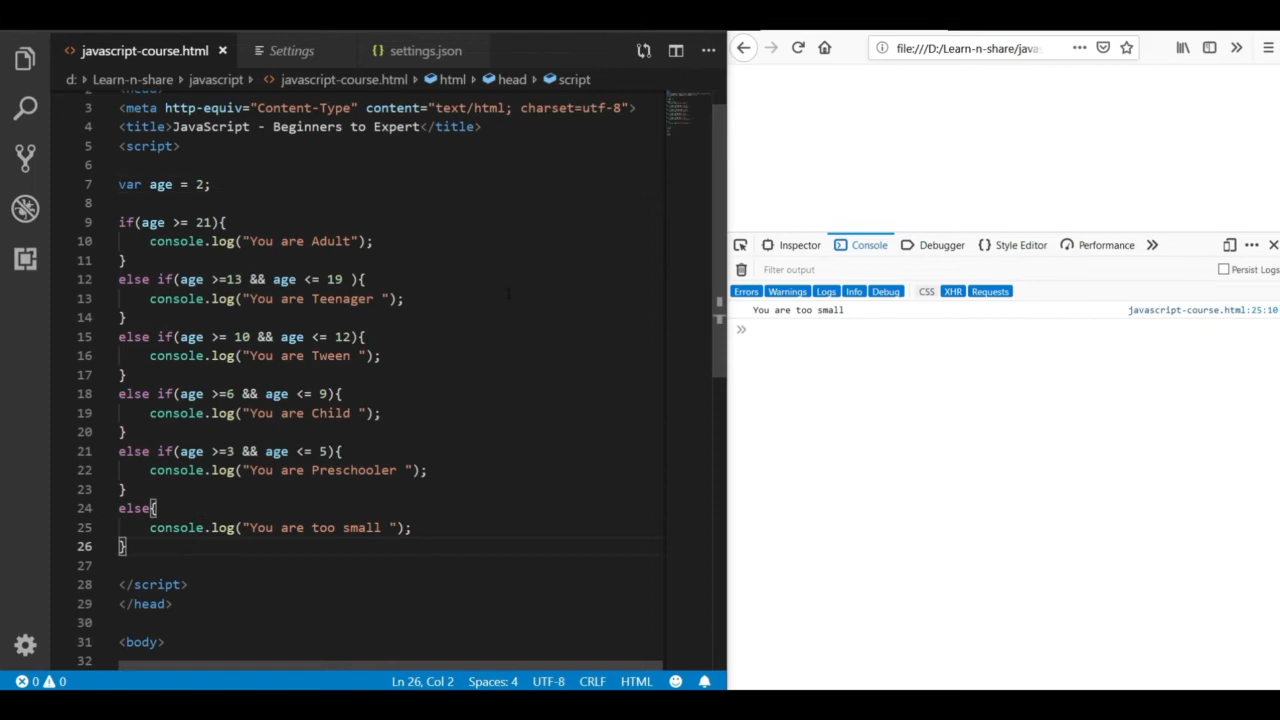 javascript-course.html
Settings
settings.json
file:///D:/Learn-n-share/javas
d: Learn-n-share javascript javascript-course.html html head script
2 <head>
3 <meta http-equiv="Content-Type" content="text/html; charset=utf-8">
4 <title>JavaScript - Beginners to Expert</title>
5 <script>
6
7 var age = 2;
8
9 if(age >= 21){
10     console.log("You are Adult");
11 }
12 else if(age >=13 && age <= 19 ){
13     console.log("You are Teenager ");
14 }
15 else if(age >= 10 && age <= 12){
16     console.log("You are Tween ");
17 }
18 else if(age >=6 && age <= 9){
19     console.log("You are Child ");
20 }
21 else if(age >=3 && age <= 5){
22     console.log("You are Preschooler ");
23 }
24 else{
25     console.log("You are too small ");
26 }
27
28 </script>
29 </head>
30
31 <body>
32
Inspector Console Debugger Style Editor Performance
Filter output Persist Logs
Errors Warnings Logs Info Debug CSS XHR Requests
You are too small javascript-course.html:25:10
0 0 Ln 26, Col 2 Spaces: 4 UTF-8 CRLF HTML